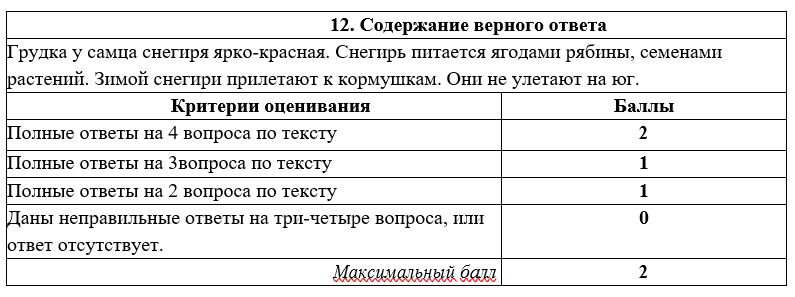 12. Содержание верного ответа
Грудка у самца снегиря ярко-красная. Снегирь питается ягодами рябины, семенами
растений. Зимой снегири прилетают к кормушкам. Они не улетают на юг.
Критерии оценивания Баллы
Полные ответы на 4 вопроса по тексту 2
Полные ответы на 3вопроса по тексту 1
Полные ответы на 2 вопроса по тексту 1
Даны неправильные ответы на три-четыре вопроса, или 0
ответ отсутствует.
Максимальный балл 2